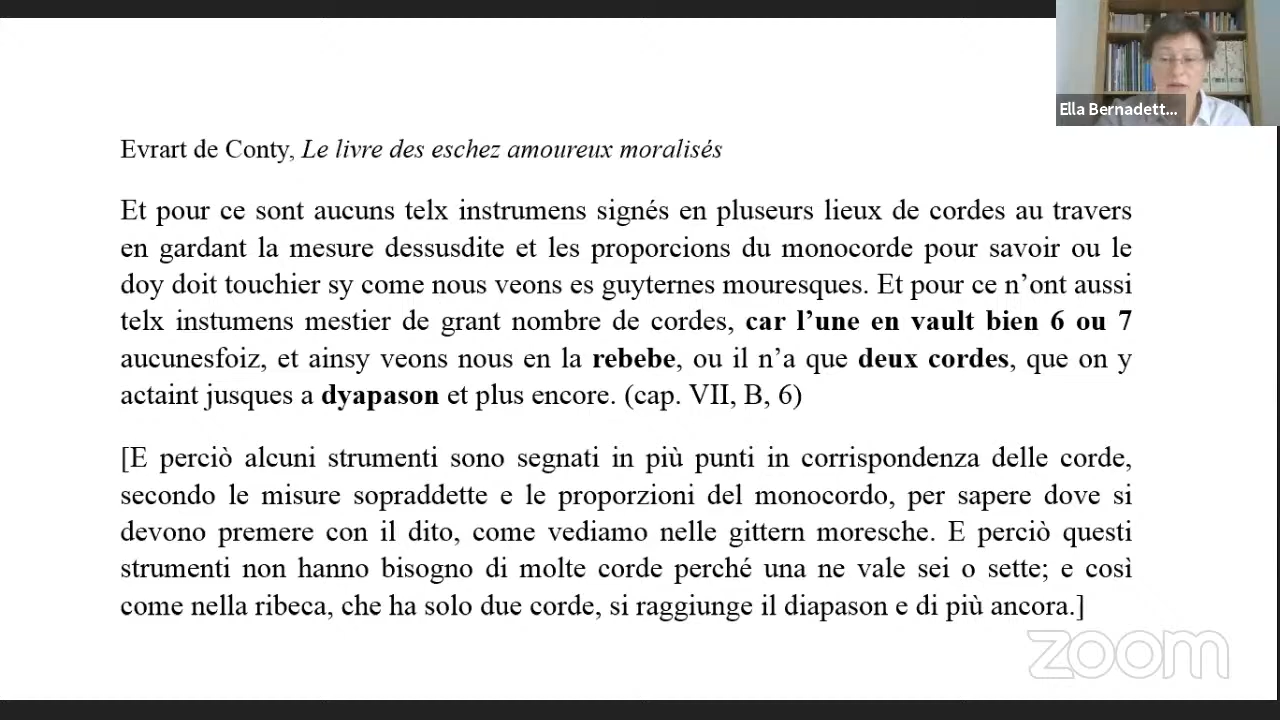 Ella Bernadett...
Evrart de Conty, Le livre des eschez amoureux moralisés
Et pour ce sont aucuns telx instrumens signés en pluseurs lieux de cordes au travers
en gardant la mesure dessusdite et les proporcions du monocorde pour savoir ou le
doy doit touchier sy come nous veons es guyternes mouresques. Et pour ce n’ont aussi
telx instumens mestier de grant nombre de cordes, car l’une en vault bien 6 ou 7
aucunesfoiz, et ainsy veons nous en la rebebe, ou il n’a que deux cordes, que on y
actaint jusques a dyapason et plus encore. (cap. VII, B, 6)
[E perciò alcuni strumenti sono segnati in più punti in corrispondenza delle corde,
secondo le misure sopraddette e le proporzioni del monocordo, per sapere dove si
devono premere con il dito, come vediamo nelle gittern moresche. E perciò questi
strumenti non hanno bisogno di molte corde perché una ne vale sei o sette; e così
come nella ribeca, che ha solo due corde, si raggiunge il diapason e di più ancora.]
zoom